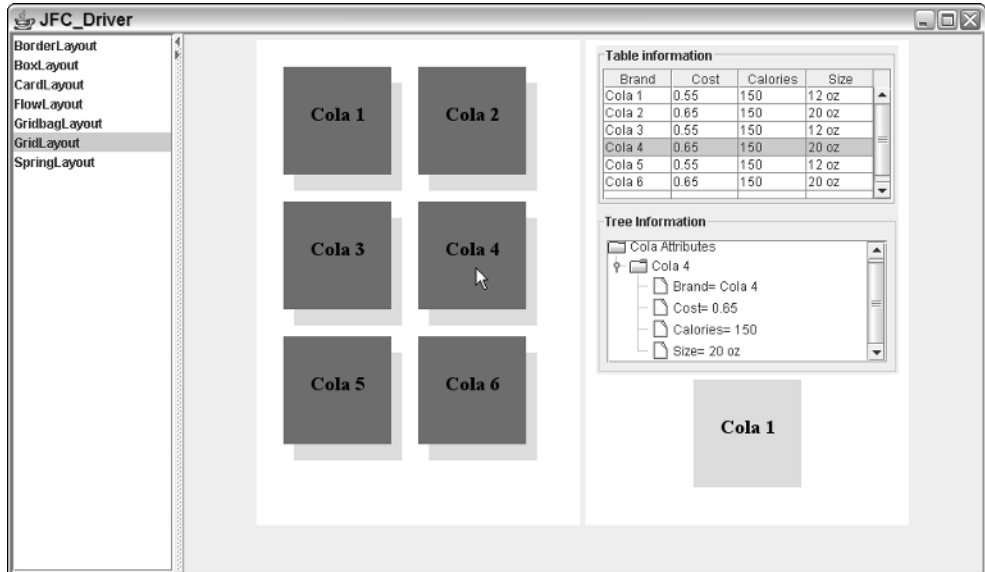 JFC_Driver
BorderLayout
BoxLayout
CardLayout
FlowLayout
GridbagLayout
GridLayout
SpringLayout
Cola 1 Cola 2
Cola 3 Cola 4
Cola 5 Cola 6
Table information
Brand Cost Calories Size
Cola 1 0.55 150 12 oz
Cola 2 0.65 150 20 oz
Cola 3 0.55 150 12 oz
Cola 4 0.65 150 20 oz
Cola 5 0.55 150 12 oz
Cola 6 0.65 150 20 oz
Tree Information
Cola Attributes
Cola 4
Brand= Cola 4
Cost= 0.65
Calories= 150
Size= 20 oz
Cola 1